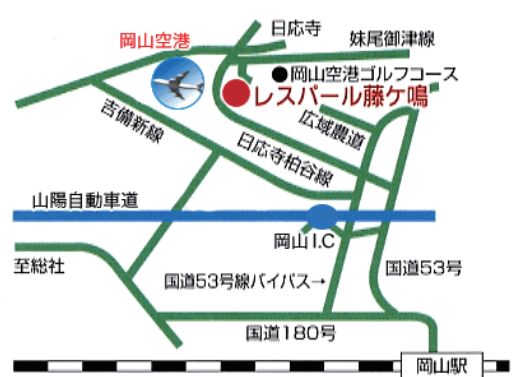 日応寺
岡山空港
妹尾御津線
岡山空港ゴルフコース
レスパール藤ケ鳴
広域農道
吉備新線
日応寺柏谷線
山陽自動車道
岡山I.C
至総社
国道53号線バイパス→
国道53号
国道180号
岡山駅